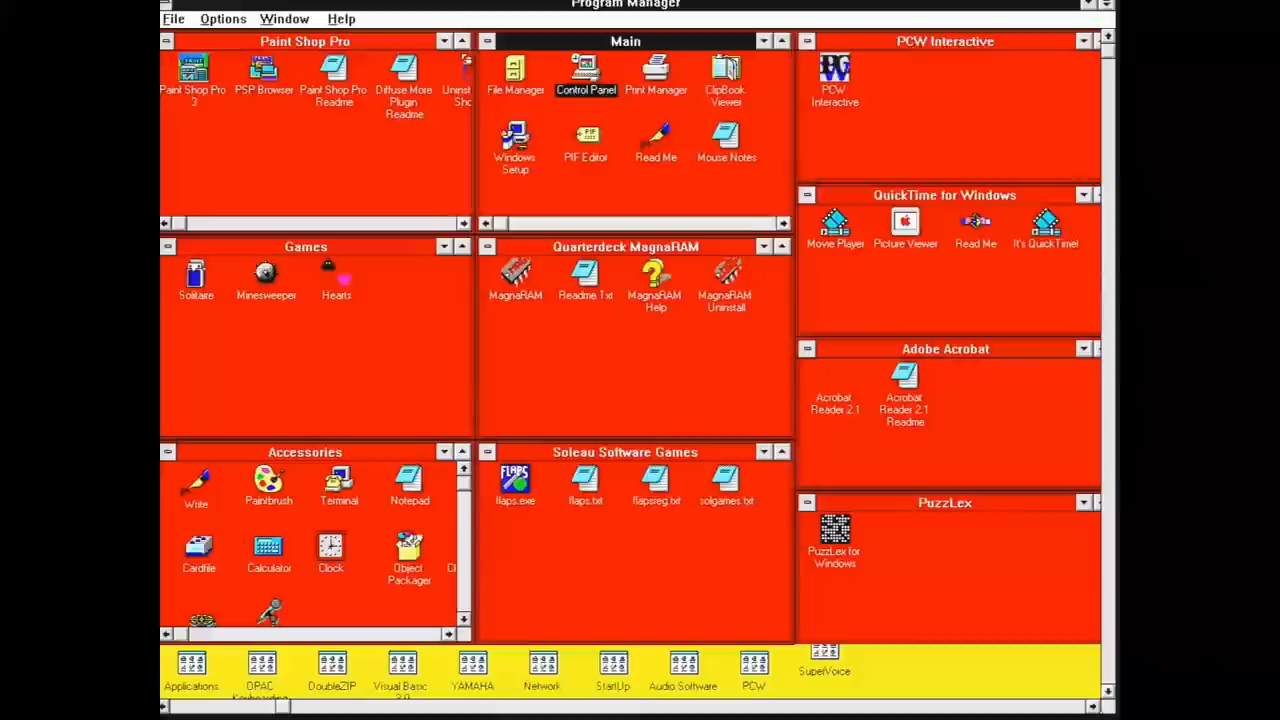 Program Manager
File Options Window Help
Paint Shop Pro
Paint Shop Pro 3
PSP Browser
Paint Shop Pro Readme
Diffuse More Plugin Readme
Main
File Manager
Control Panel
Print Manager
ClipBook Viewer
Windows Setup
PIF Editor
Read Me
Mouse Notes
PCW Interactive
PCW Interactive
QuickTime for Windows
Movie Player
Picture Viewer
Read Me
It's QuickTime!
Games
Solitaire
Minesweeper
Hearts
Quarterdeck MagnaRAM
MagnaRAM
Readme Txt
MagnaRAM Help
MagnaRAM Uninstall
Adobe Acrobat
Acrobat Reader 2.1
Acrobat Reader 2.1 Readme
Accessories
Write
Paintbrush
Terminal
Notepad
Cardfile
Calculator
Clock
Object Packager
Soleau Software Games
FLAPS
flaps.exe
flaps.txt
flapsreg.txt
solgames.txt
PuzzLex
PuzzLex for Windows
Applications
OPAC Keyboarding
DoubleZIP
Visual Basic 3.0
YAMAHA
Network
StartUp
Audio Software
PCW
SuperVoice